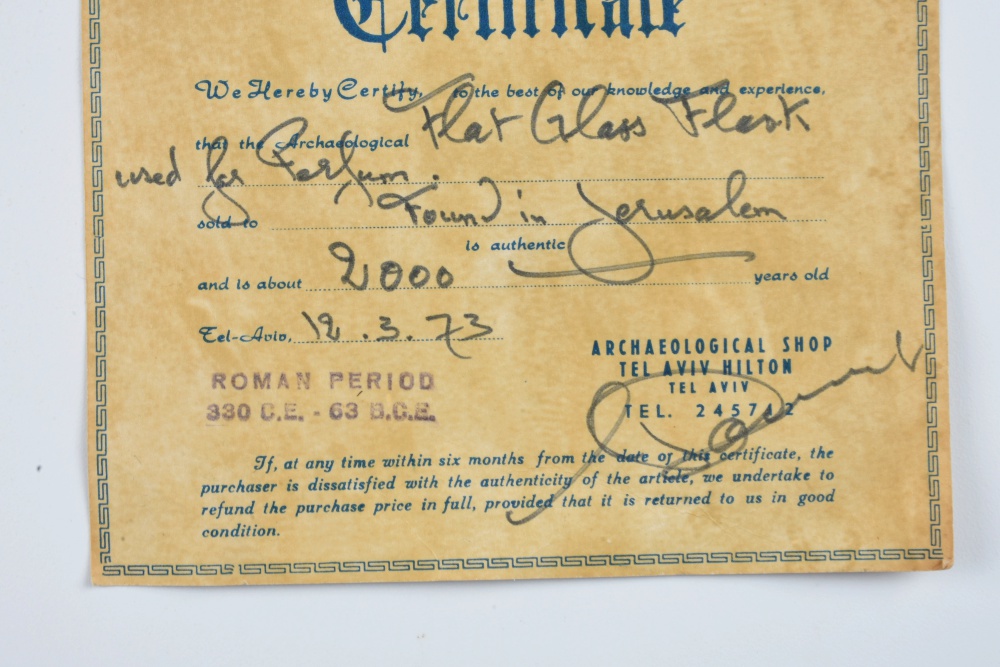 Certificate
We Hereby Certify, to the best of our knowledge and experience,
that the Archaeological Flat Glass Flask
used for Parfum.
sold to Found in Jerusalem
is authentic
and is about 2000 years old
Tel-Aviv, 12.3.73
ARCHAEOLOGICAL SHOP
TEL AVIV HILTON
TEL AVIV
TEL. 245742
ROMAN PERIOD
330 C.E. - 63 B.C.E.
If, at any time within six months from the date of this certificate, the
purchaser is dissatisfied with the authenticity of the article, we undertake to
refund the purchase price in full, provided that it is returned to us in good
condition.